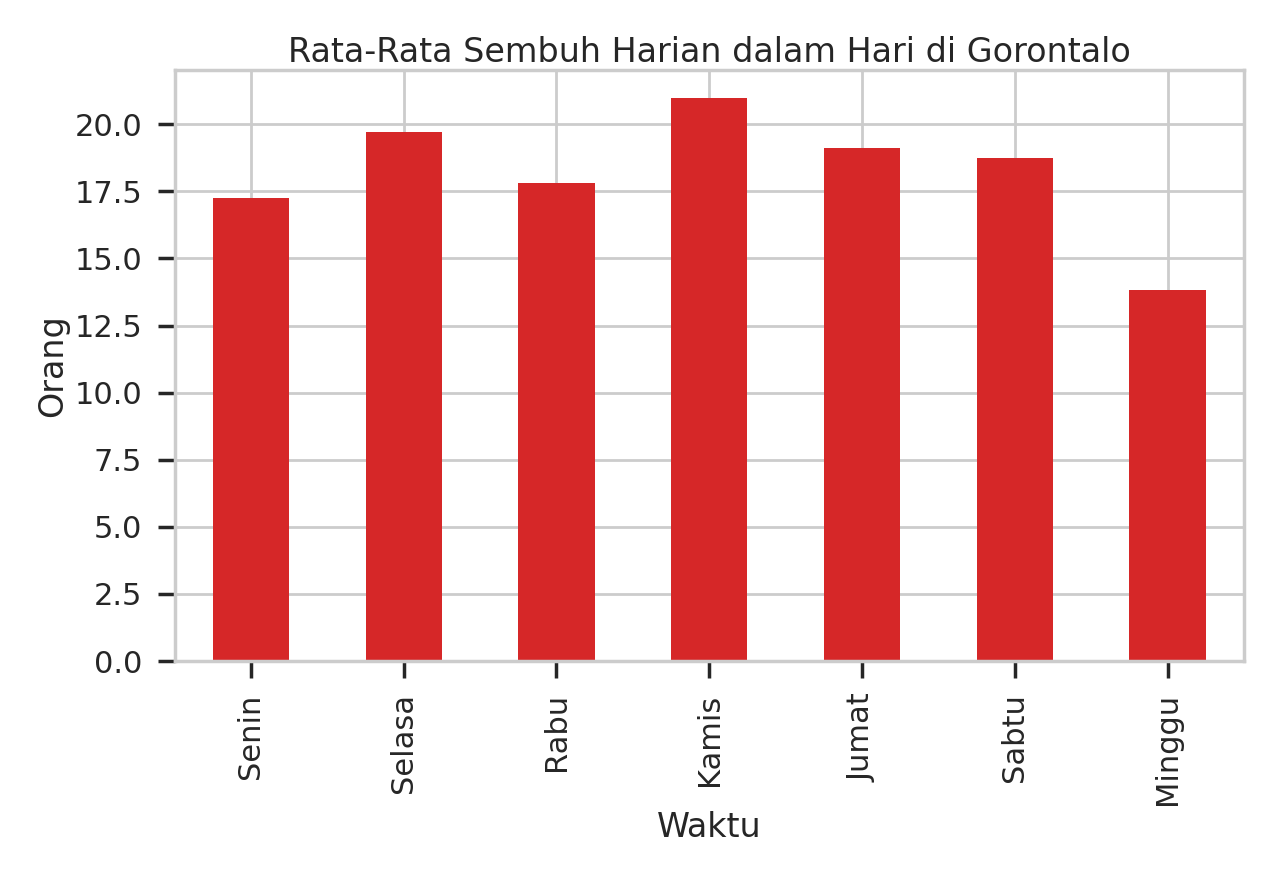 Rata-Rata Sembuh Harian dalam Hari di Gorontalo
20.0
17.5
15.0
12.5
10.0
7.5
5.0
2.5
0.0
Orang
Senin
Selasa
Rabu
Kamis
Jumat
Sabtu
Minggu
Waktu